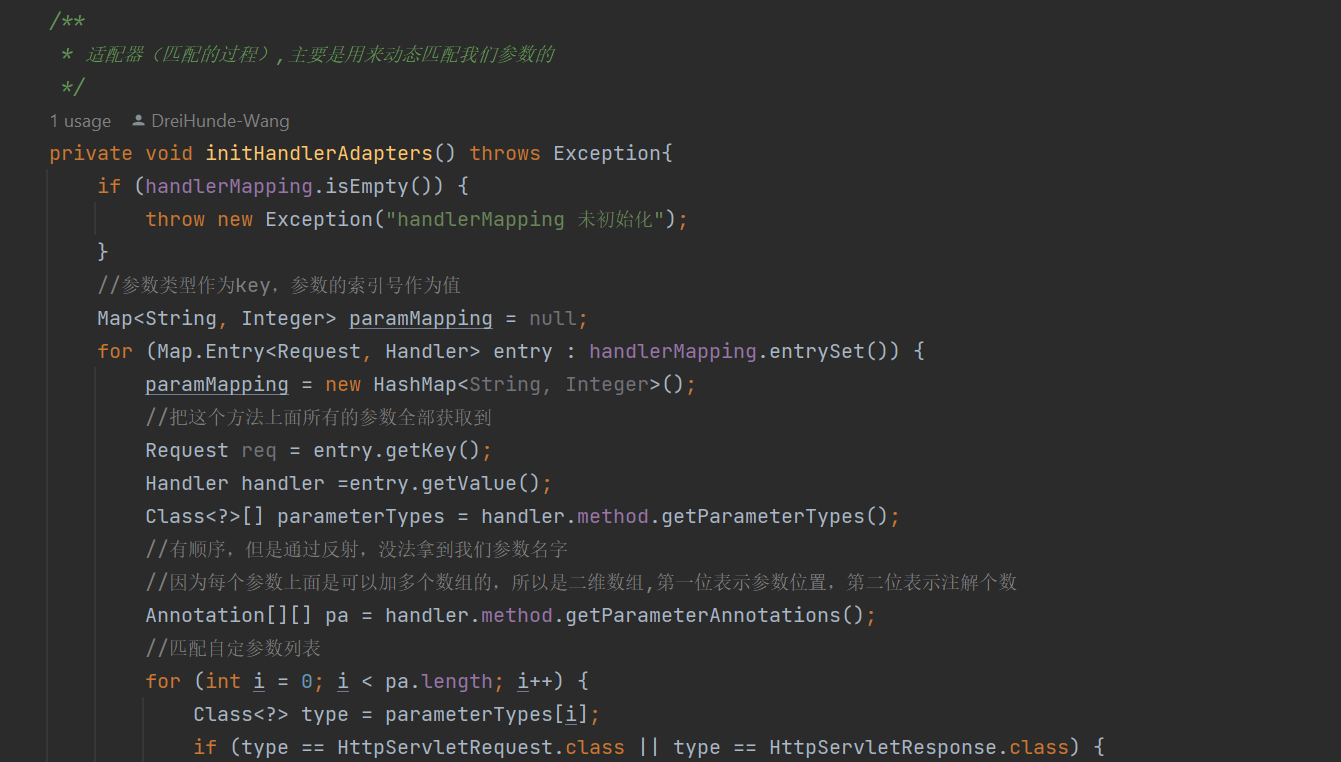 /**
 * 适配器（匹配的过程）,主要是用来动态匹配我们参数的
 */
1 usage DreiHunde-Wang
private void initHandlerAdapters() throws Exception{
    if (handlerMapping.isEmpty()) {
        throw new Exception("handlerMapping 未初始化");
    }
    //参数类型作为key，参数的索引号作为值
    Map<String, Integer> paramMapping = null;
    for (Map.Entry<Request, Handler> entry : handlerMapping.entrySet()) {
        paramMapping = new HashMap<String, Integer>();
        //把这个方法上面所有的参数全部获取到
        Request req = entry.getKey();
        Handler handler =entry.getValue();
        Class<?>[] parameterTypes = handler.method.getParameterTypes();
        //有顺序，但是通过反射，没法拿到我们参数名字
        //因为每个参数上面是可以加多个数组的，所以是二维数组,第一位表示参数位置，第二位表示注解个数
        Annotation[][] pa = handler.method.getParameterAnnotations();
        //匹配自定参数列表
        for (int i = 0; i < pa.length; i++) {
            Class<?> type = parameterTypes[i];
            if (type == HttpServletRequest.class || type == HttpServletResponse.class) {